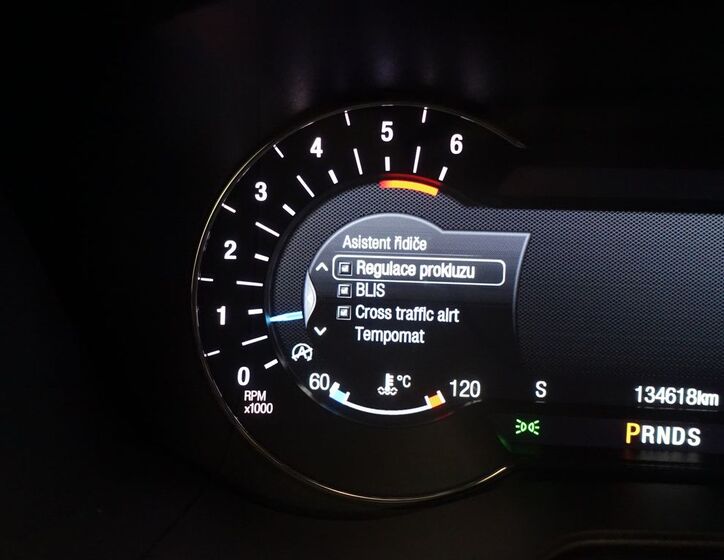 6
5
4
3
2
1
0
RPM
x1000
Asistent řidiče
Regulace prokluzu
BLIS
Cross traffic alrt
Tempomat
A
60 °C 120
S 134618km
PRNDS